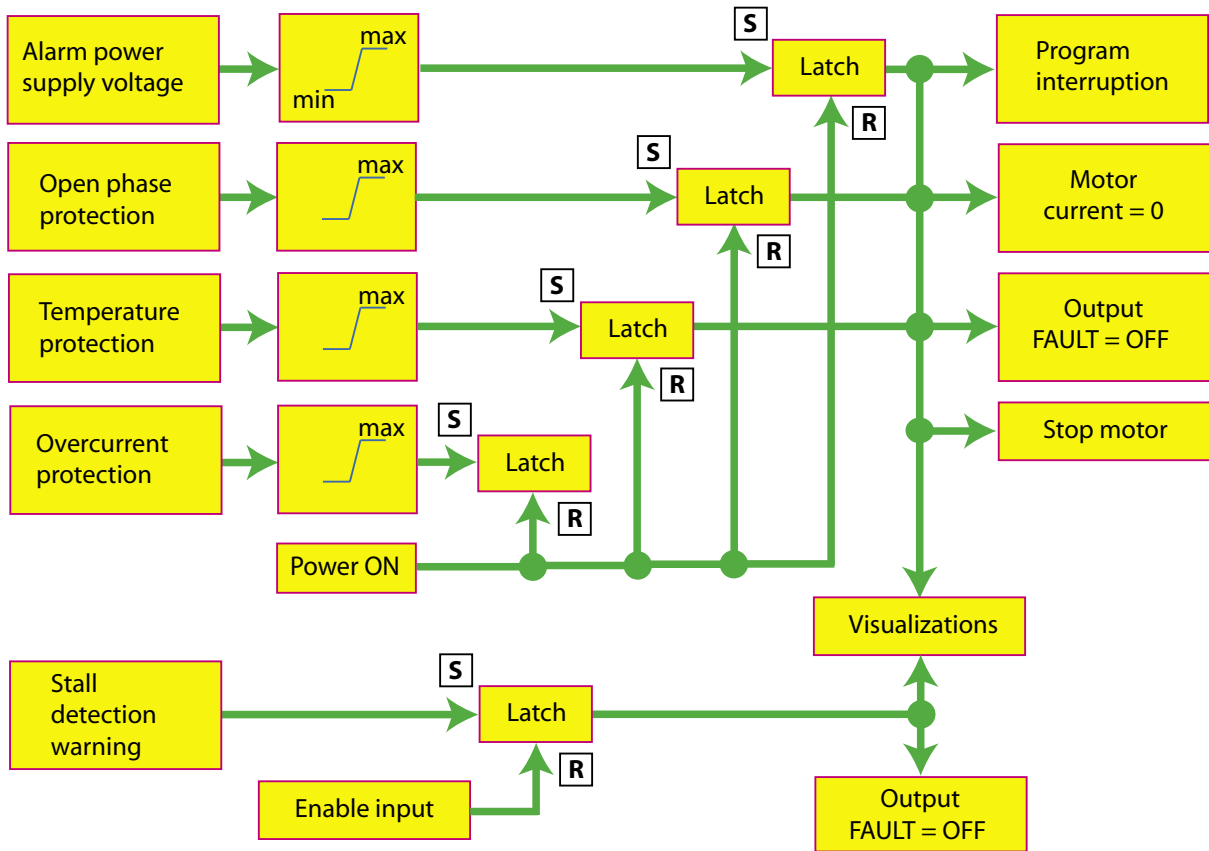 Alarm power
supply voltage
max
min
S
Latch
R
Program
interruption
Open phase
protection
max
S
Latch
R
Motor
current = 0
Temperature
protection
max
S
Latch
R
Output
FAULT = OFF
Overcurrent
protection
max
S
Latch
R
Stop motor
Power ON
Visualizations
Stall
detection
warning
S
Latch
R
Enable input
Output
FAULT = OFF